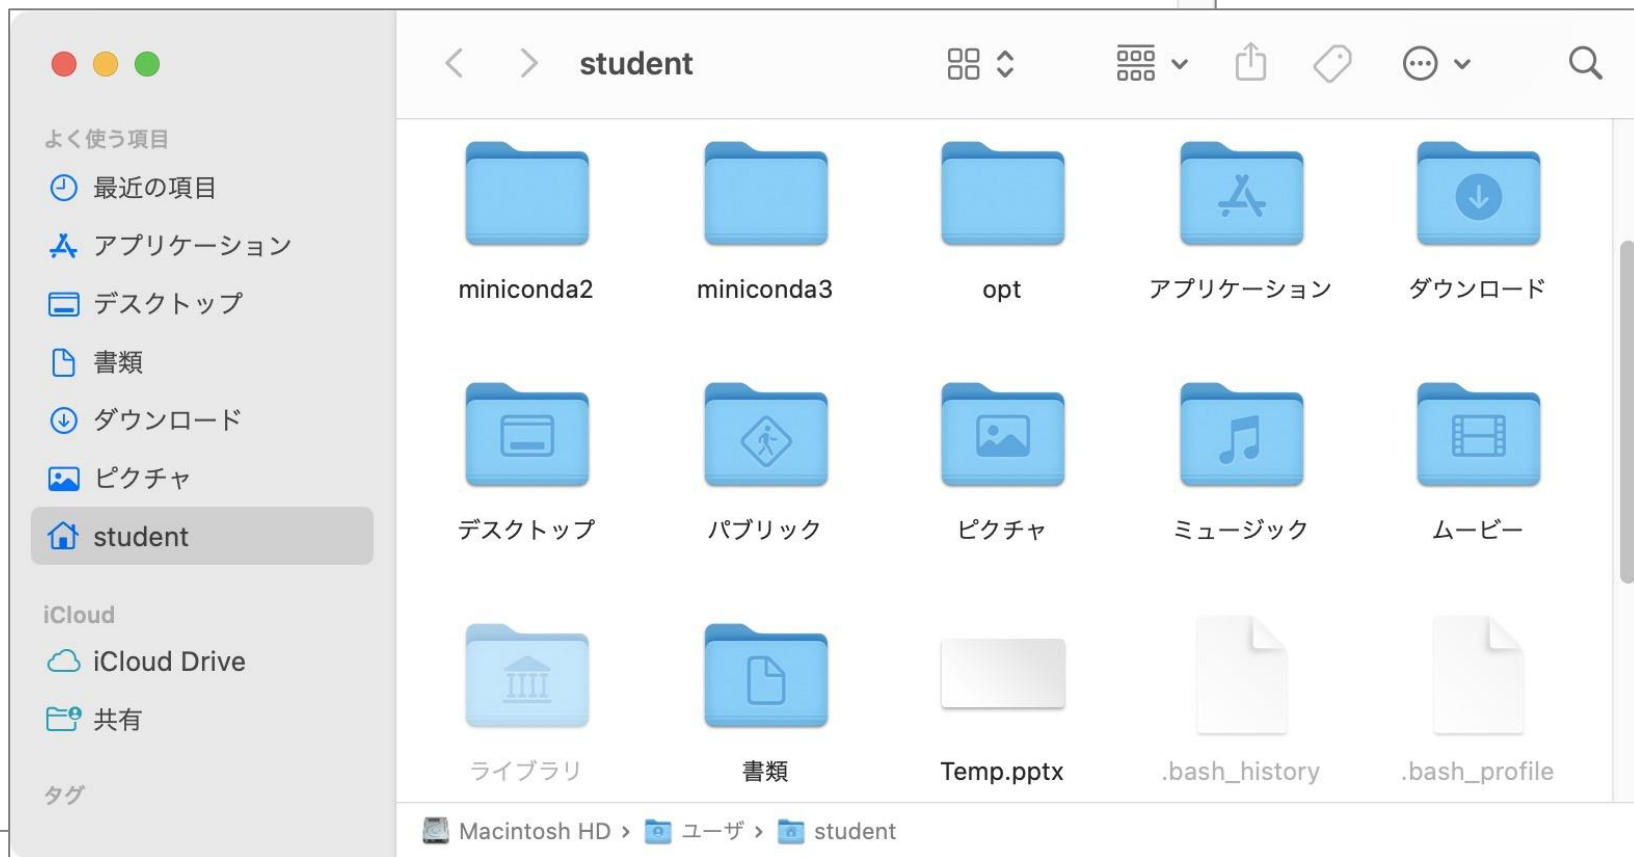 student
よく使う項目
最近の項目
アプリケーション
デスクトップ
書類
ダウンロード
ピクチャ
student
iCloud
iCloud Drive
共有
タグ
miniconda2 miniconda3 opt アプリケーション ダウンロード
デスクトップ パブリック ピクチャ ミュージック ムービー
ライブラリ 書類 Temp.pptx .bash_history .bash_profile
Macintosh HD › ユーザ › student